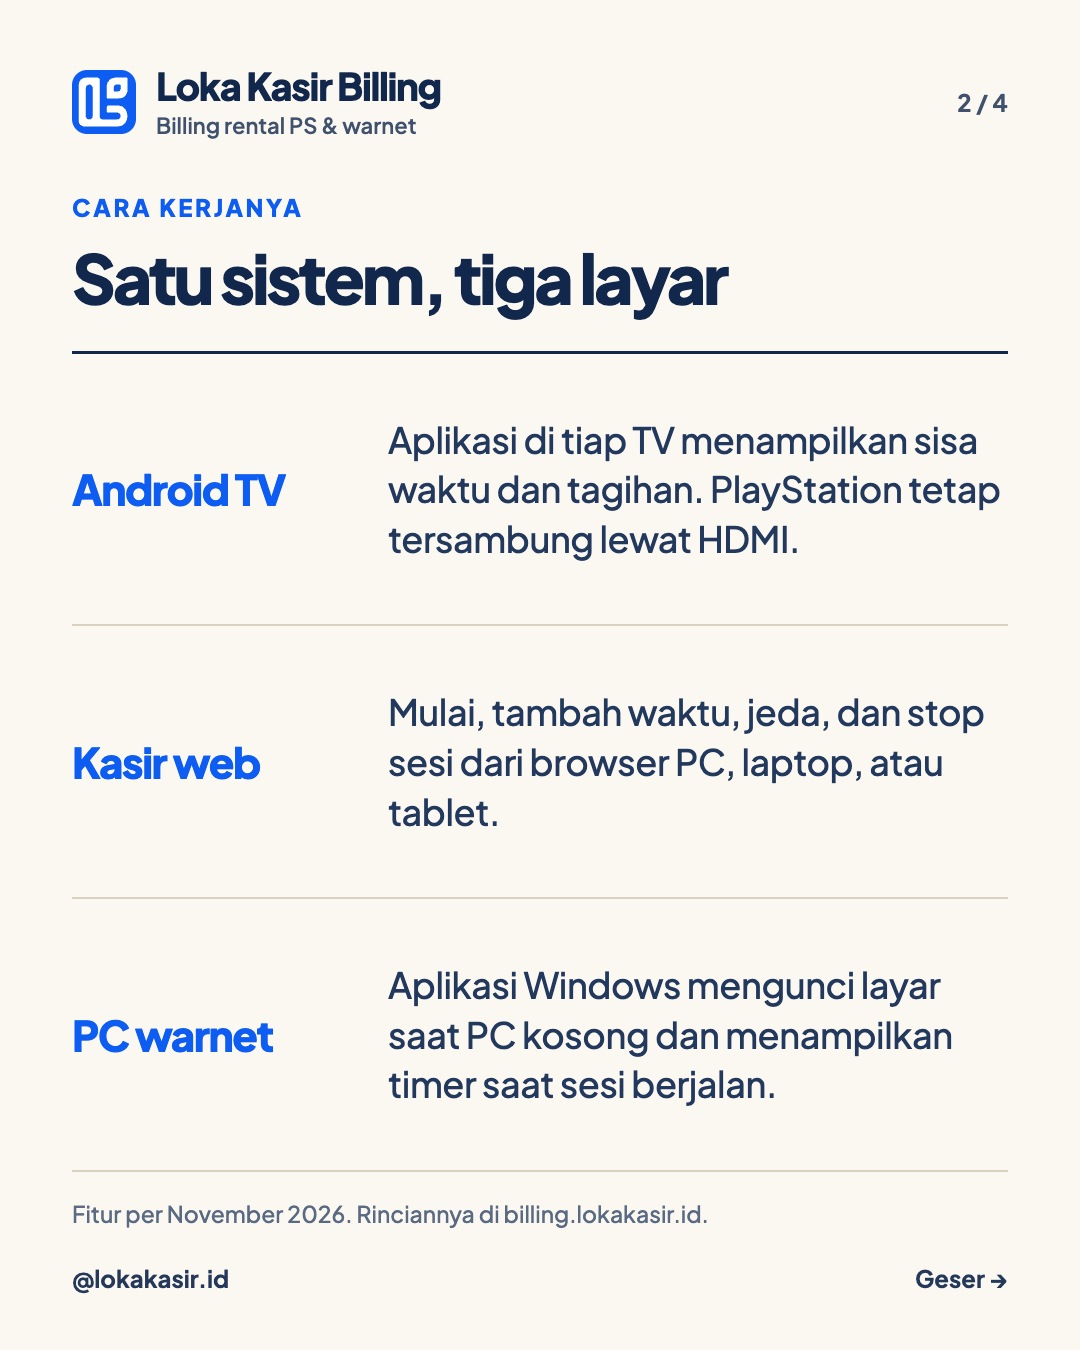 Loka Kasir Billing
Billing rental PS & warnet
2 / 4
CARA KERJANYA
Satu sistem, tiga layar
Android TV
Aplikasi di tiap TV menampilkan sisa
waktu dan tagihan. PlayStation tetap
tersambung lewat HDMI.
Kasir web
Mulai, tambah waktu, jeda, dan stop
sesi dari browser PC, laptop, atau
tablet.
PC warnet
Aplikasi Windows mengunci layar
saat PC kosong dan menampilkan
timer saat sesi berjalan.
Fitur per November 2026. Rinciannya di billing.lokakasir.id.
@lokakasir.id
Geser →